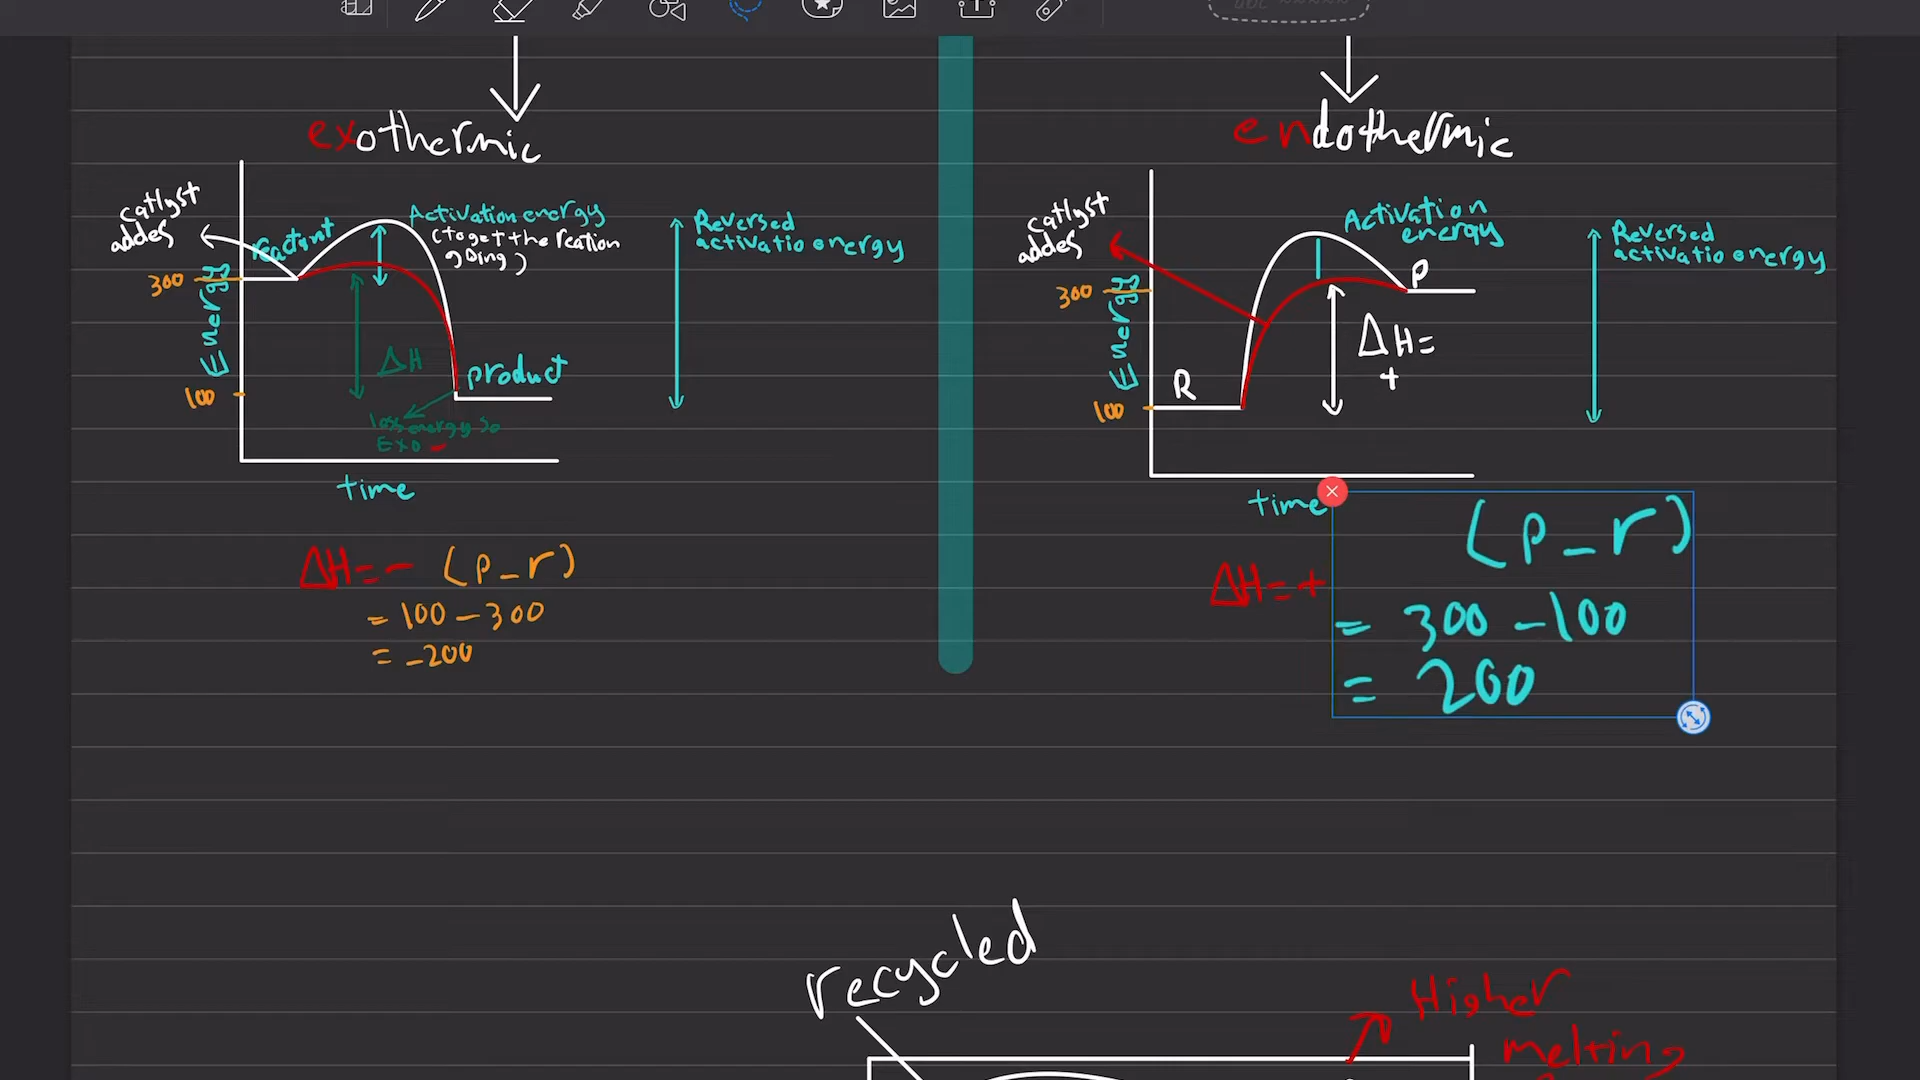 exothermic
catlyst
addes
reactant
Activation energy
(to get the reation
going)
Reversed
activatio energy
300
Energy
ΔH
product
100
loss energy so
Exo -
time
ΔH = - (P - r)
= 100 - 300
= -200
endothermic
catlyst
addes
Activation
energy
Reversed
activatio energy
P
300
Energy
ΔH =
+
R
100
time
(P - r)
ΔH = +
= 300 - 100
= 200
recycled
Higher
melting